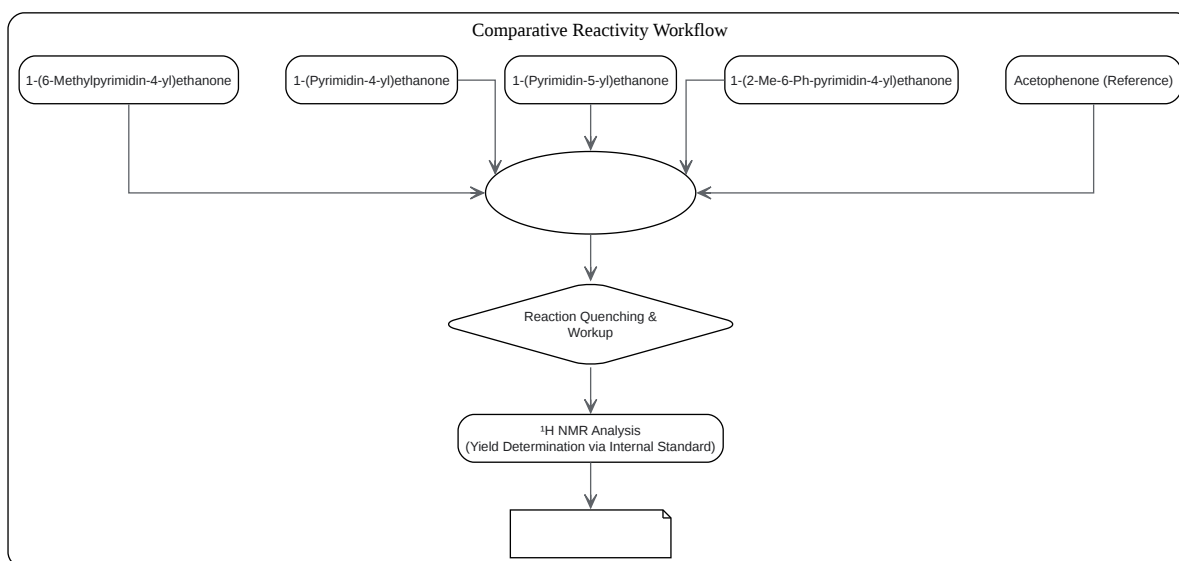 Comparative Reactivity Workflow
1-(6-Methylpyrimidin-4-yl)ethanone
1-(Pyrimidin-4-yl)ethanone
1-(Pyrimidin-5-yl)ethanone
1-(2-Me-6-Ph-pyrimidin-4-yl)ethanone
Acetophenone (Reference)
Reaction Quenching &
Workup
¹H NMR Analysis
(Yield Determination via Internal Standard)